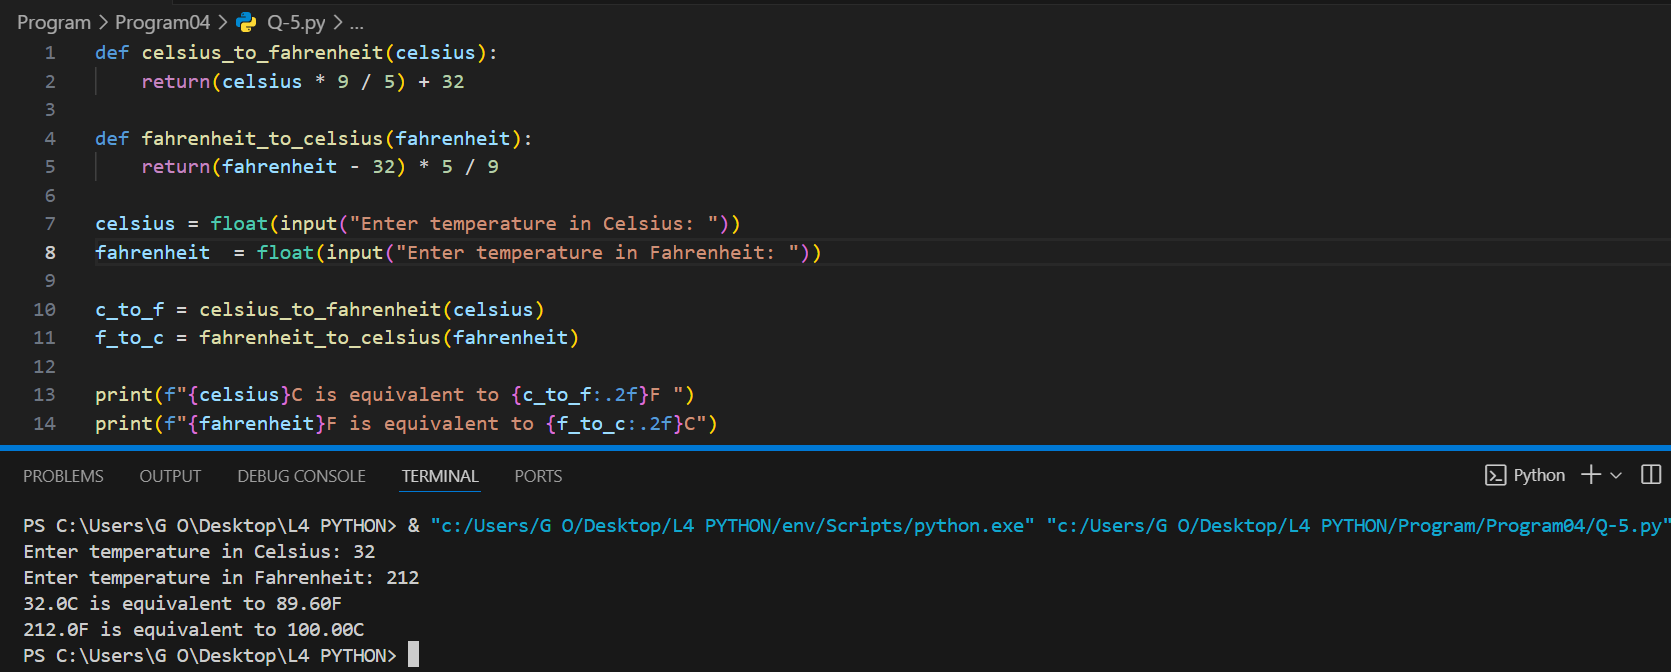 Program > Program04 > Q-5.py > ...
1 def celsius_to_fahrenheit(celsius):
2     return(celsius * 9 / 5) + 32
3
4 def fahrenheit_to_celsius(fahrenheit):
5     return(fahrenheit - 32) * 5 / 9
6
7 celsius = float(input("Enter temperature in Celsius: "))
8 fahrenheit  = float(input("Enter temperature in Fahrenheit: "))
9
10 c_to_f = celsius_to_fahrenheit(celsius)
11 f_to_c = fahrenheit_to_celsius(fahrenheit)
12
13 print(f"{celsius}C is equivalent to {c_to_f:.2f}F ")
14 print(f"{fahrenheit}F is equivalent to {f_to_c:.2f}C")
PROBLEMS OUTPUT DEBUG CONSOLE TERMINAL PORTS Python
PS C:\Users\G O\Desktop\L4 PYTHON> & "c:/Users/G O/Desktop/L4 PYTHON/env/Scripts/python.exe" "c:/Users/G O/Desktop/L4 PYTHON/Program/Program04/Q-5.py"
Enter temperature in Celsius: 32
Enter temperature in Fahrenheit: 212
32.0C is equivalent to 89.60F
212.0F is equivalent to 100.00C
PS C:\Users\G O\Desktop\L4 PYTHON>